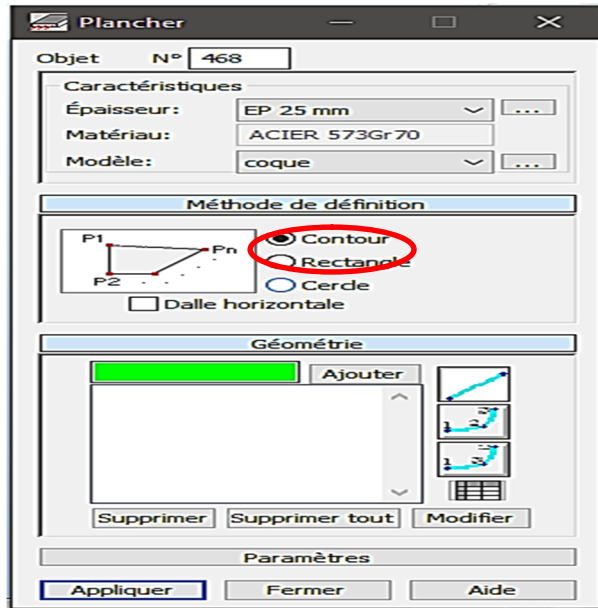 Plancher
Objet N° 468
Caractéristiques
Épaisseur: EP 25 mm ...
Matériau: ACIER 573Gr70
Modèle: coque ...
Méthode de définition
P1
Pn
P2
Contour
Rectangle
Cercle
Dalle horizontale
Géométrie
Ajouter
Supprimer Supprimer tout Modifier
Paramètres
Appliquer Fermer Aide